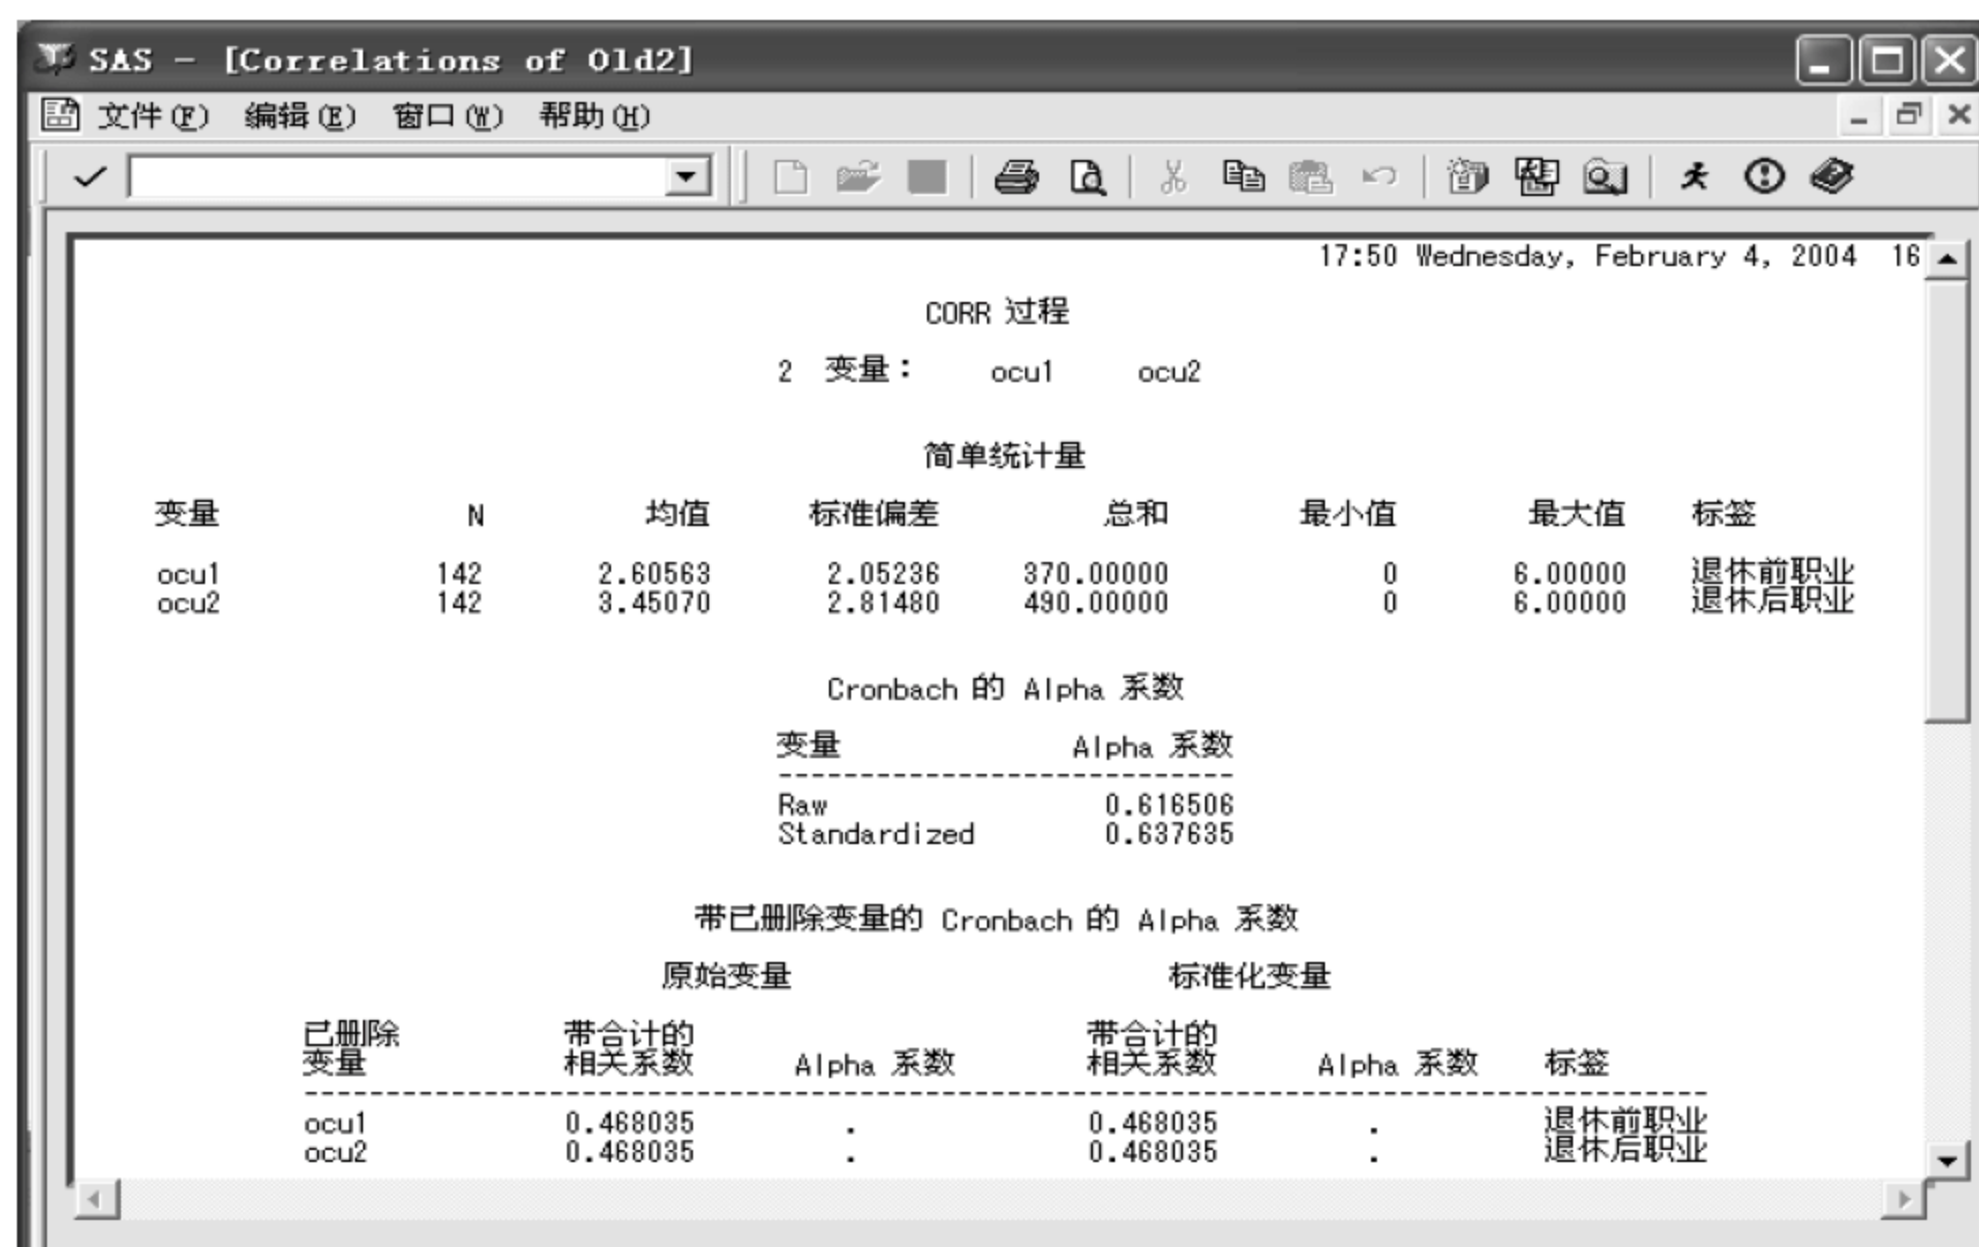 SAS - [Correlations of Old2]
文件(F) 编辑(E) 窗口(W) 帮助(H)
17:50 Wednesday, February 4, 2004 16
CORR 过程
2 变量： ocu1 ocu2
简单统计量
变量 N 均值 标准偏差 总和 最小值 最大值 标签
ocu1 142 2.60563 2.05236 370.00000 0 6.00000 退休前职业
ocu2 142 3.45070 2.81480 490.00000 0 6.00000 退休后职业
Cronbach 的 Alpha 系数
变量 Alpha 系数
Raw 0.616506
Standardized 0.637635
带已删除变量的 Cronbach 的 Alpha 系数
原始变量 标准化变量
已删除 带合计的 带合计的
变量 相关系数 Alpha 系数 相关系数 Alpha 系数 标签
ocu1 0.468035 . 0.468035 . 退休前职业
ocu2 0.468035 . 0.468035 . 退休后职业